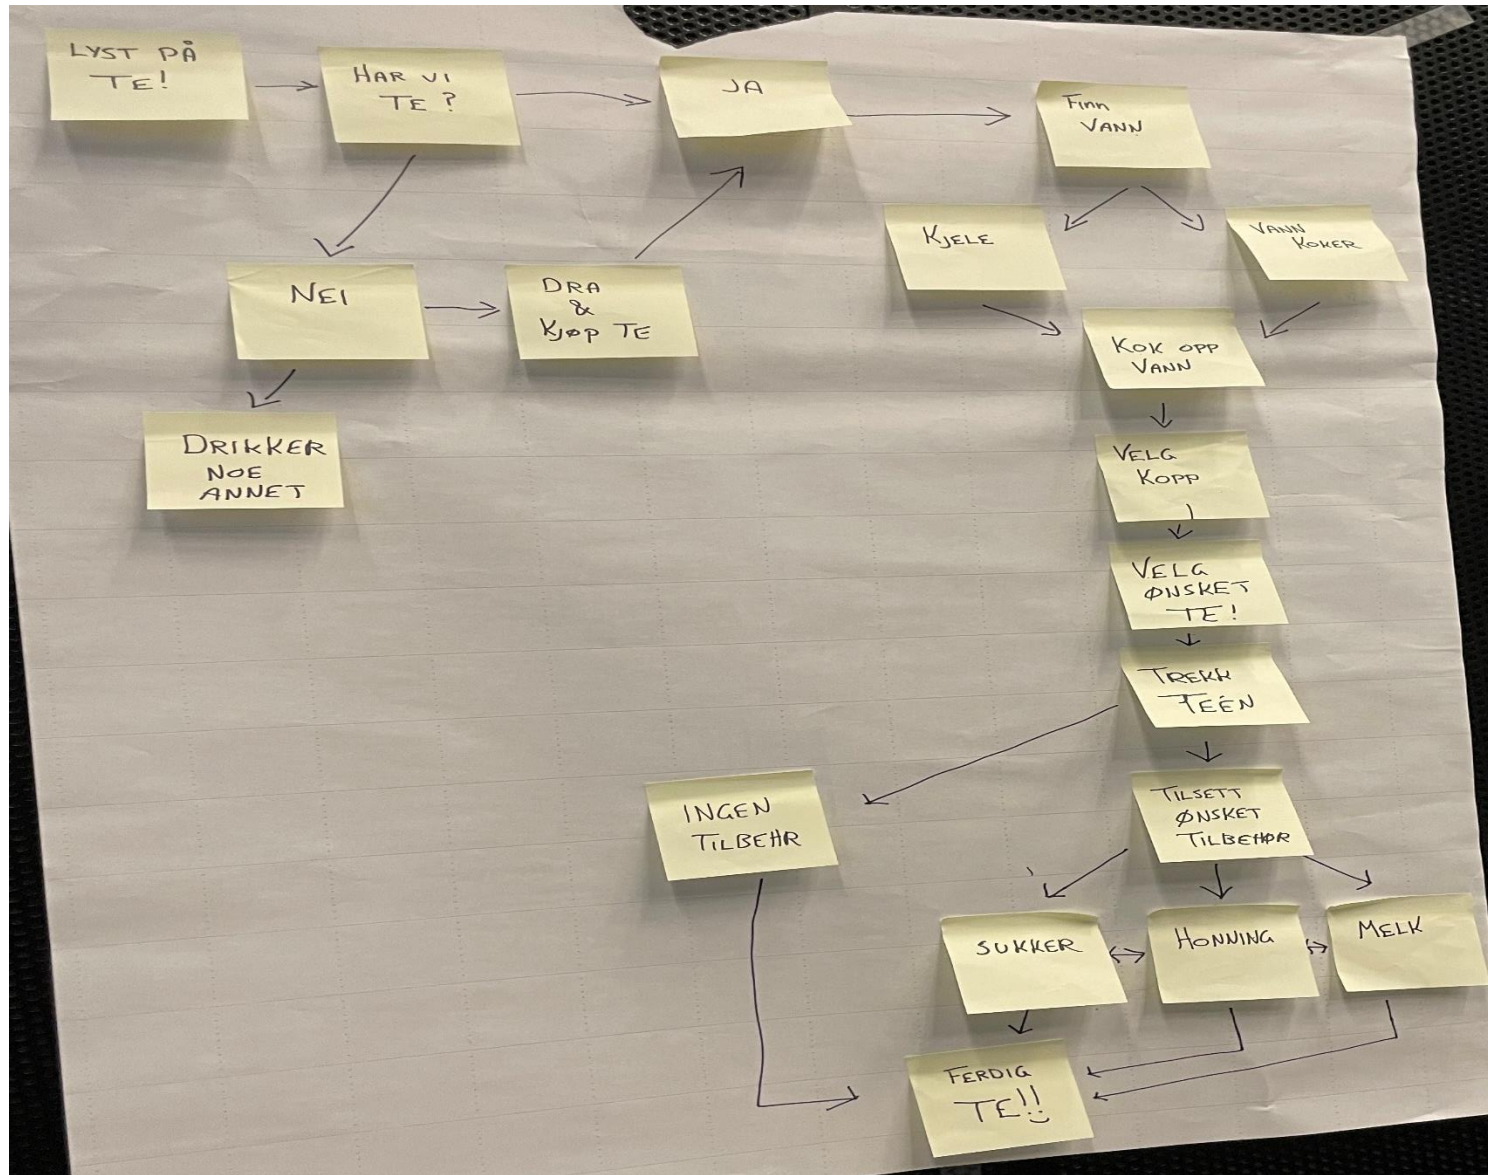 LYST PÅ
TE!
HAR VI
TE?
JA
Finn
VANN
NEI
DRA
&
KJØP TE
DRIKKER
NOE
ANNET
KJELE
VANN
KOKER
KOK OPP
VANN
VELG
KOPP
VELG
ØNSKET
TE!
TREKK
TEÉN
INGEN
TILBEHR
TILSETT
ØNSKET
TILBEHØR
SUKKER
HONNING
MELK
FERDIG
TE!!